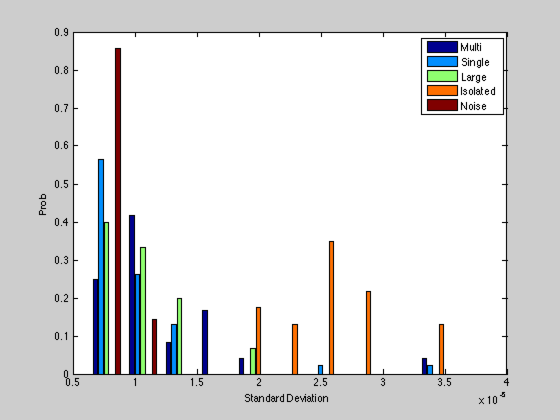 0.9
0.8
0.7
0.6
0.5
0.4
0.3
0.2
0.1
0
Prob
Multi
Single
Large
Isolated
Noise
0.5 1 1.5 2 2.5 3 3.5 4
Standard Deviation
x 10^-5